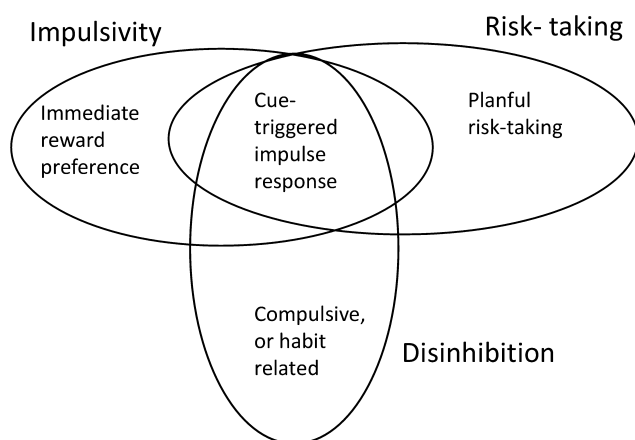 Impulsivity
Risk- taking
Immediate
reward
preference
Cue-
triggered
impulse
response
Planful
risk-taking
Compulsive,
or habit
related
Disinhibition